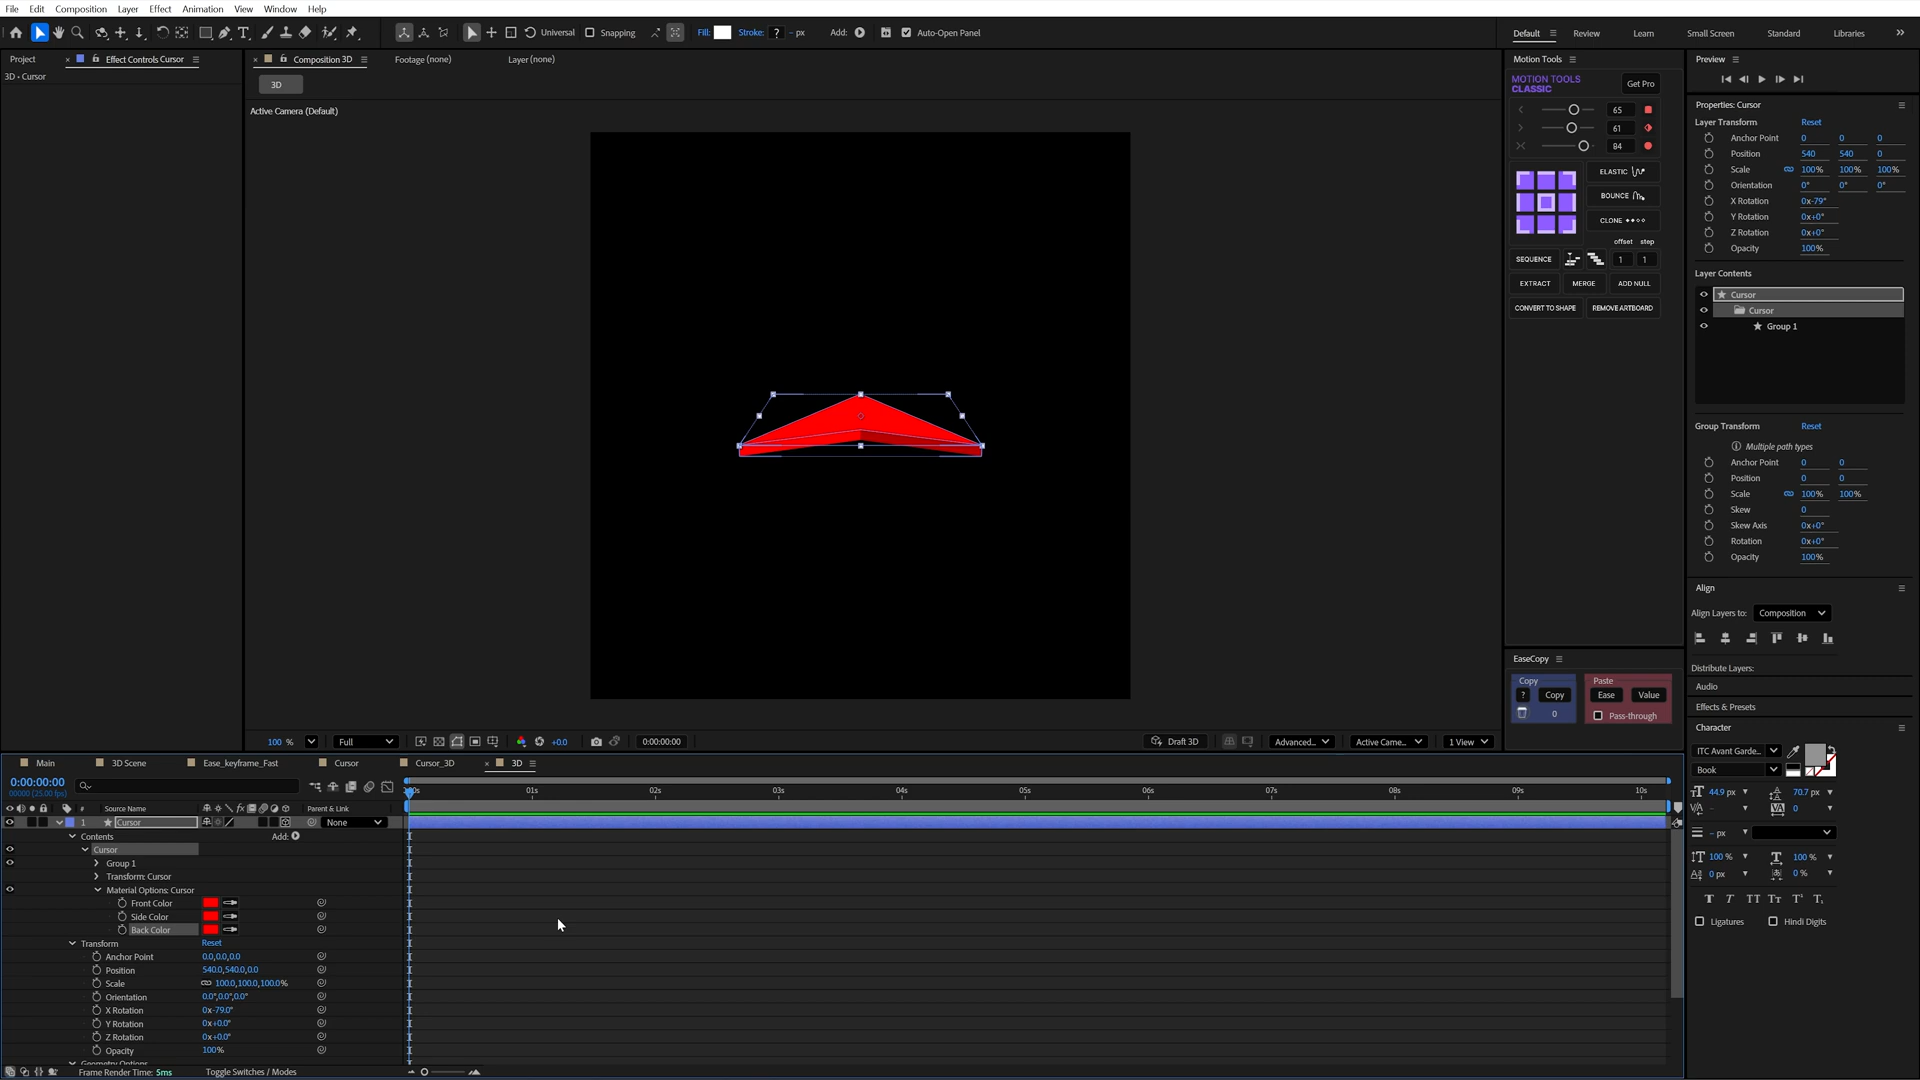 File Edit Composition Layer Effect Animation View Window Help
Universal Snapping Fill: Stroke: ? - px Add: Auto-Open Panel Default Review Learn Small Screen Standard Libraries
Project Effect Controls Cursor Composition 3D Footage (none) Layer (none) Motion Tools Preview
3D • Cursor
3D
Active Camera (Default)
MOTION TOOLS
CLASSIC
Get Pro
65
61
84
ELASTIC
BOUNCE
CLONE
offset step
SEQUENCE 1 1
EXTRACT MERGE ADD NULL
CONVERT TO SHAPE REMOVE ARTBOARD
Properties: Cursor
Layer Transform Reset
Anchor Point 0 0 0
Position 540 540 0
Scale 100% 100% 100%
Orientation 0° 0° 0°
X Rotation 0x-79°
Y Rotation 0x+0°
Z Rotation 0x+0°
Opacity 100%
Layer Contents
Cursor
Cursor
Group 1
Group Transform Reset
Multiple path types
Anchor Point 0 0
Position 0 0
Scale 100% 100%
Skew 0
Skew Axis 0x+0°
Rotation 0x+0°
Opacity 100%
Align
Align Layers to: Composition
Distribute Layers:
Audio
Effects & Presets
Character
ITC Avant Garde...
Book
44.9 px 70.7 px
0
- px
100 % 100 %
0 px 0 %
T T TT Tт T¹ T₁
Ligatures Hindi Digits
EaseCopy
Copy Paste
? Copy Ease Value
0 Pass-through
100 % Full +0.0 0:00:00:00 Draft 3D Advanced... Active Came... 1 View
Main 3D Scene Ease_keyframe_Fast Cursor Cursor_3D 3D
0:00:00:00
00000 (25.00 fps)
01s 02s 03s 04s 05s 06s 07s 08s 09s 10s
# Source Name Parent & Link
1 Cursor None
Contents Add:
Cursor
Group 1
Transform: Cursor
Material Options: Cursor
Front Color
Side Color
Back Color
Transform Reset
Anchor Point 0.0,0.0,0.0
Position 540.0,540.0,0.0
Scale 100.0,100.0,100.0%
Orientation 0.0°,0.0°,0.0°
X Rotation 0x-79.0°
Y Rotation 0x+0.0°
Z Rotation 0x+0.0°
Opacity 100%
Geometry Options
Frame Render Time: 5ms Toggle Switches / Modes